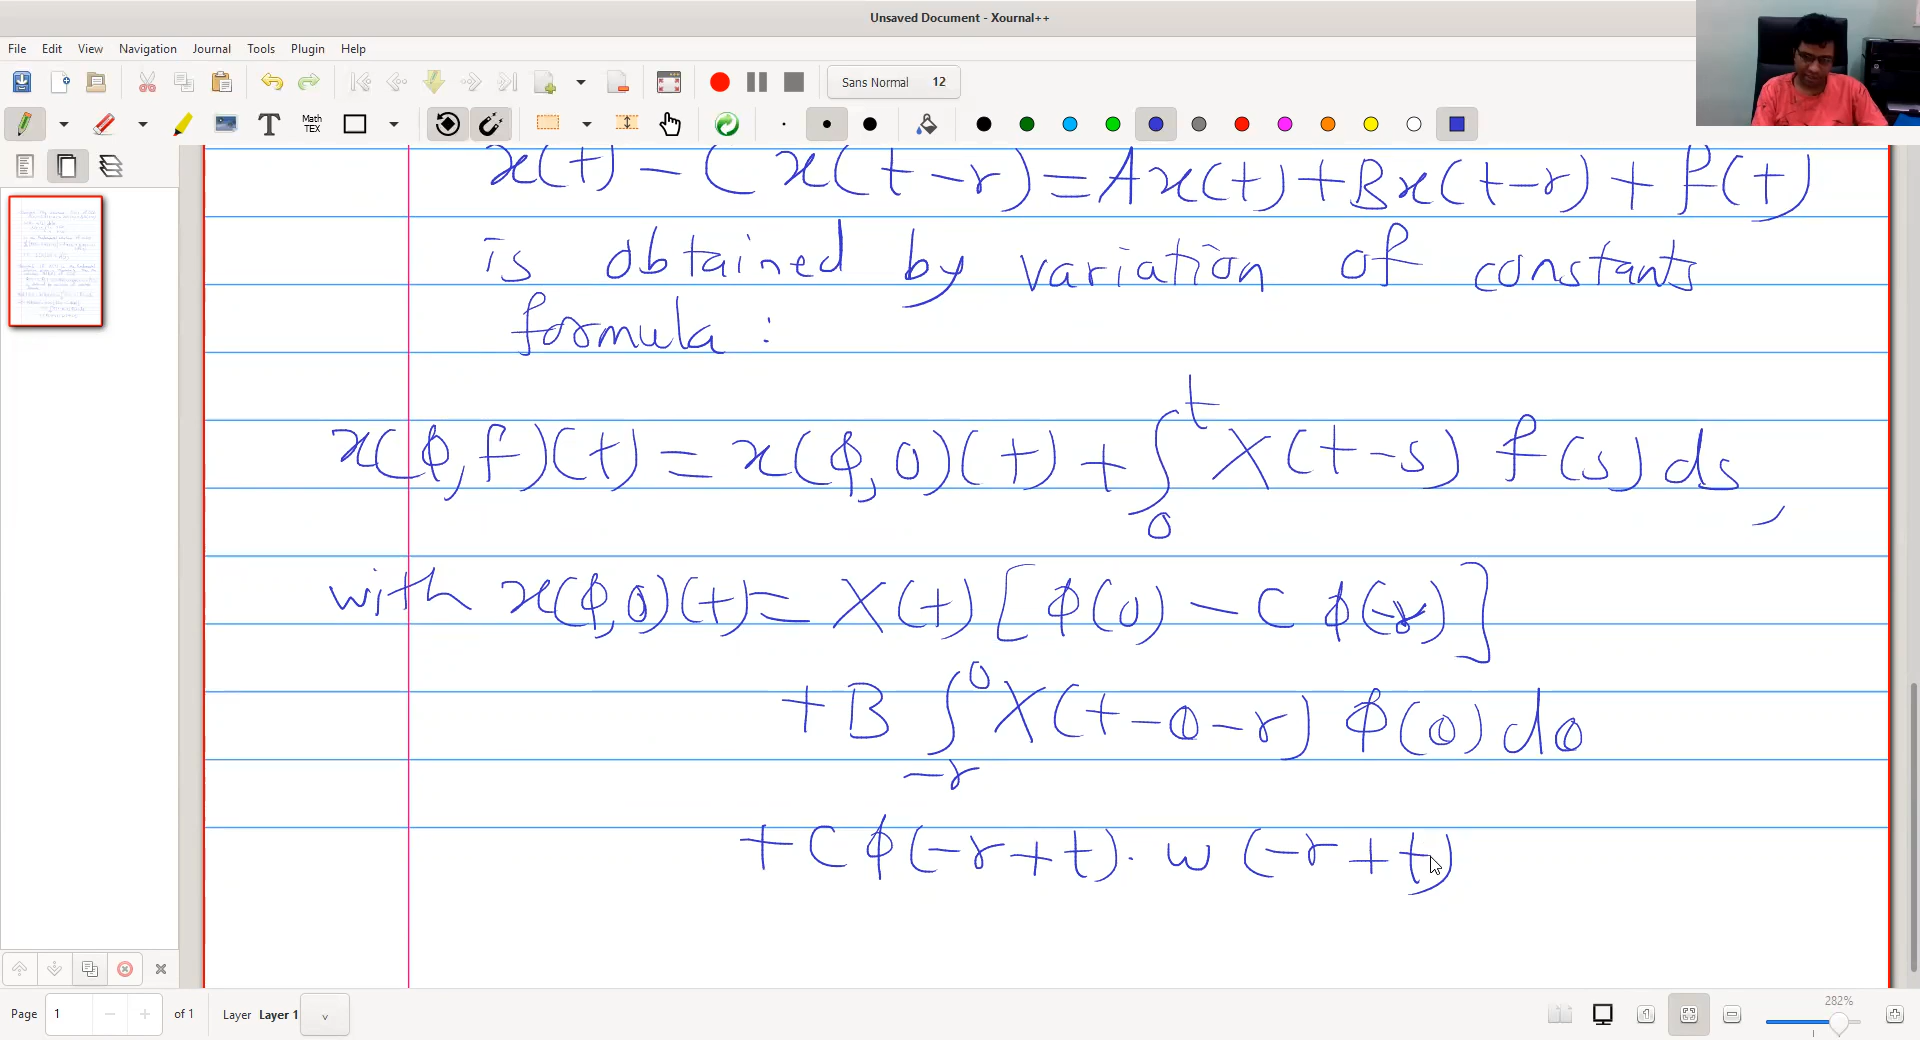 Unsaved Document - Xournal++
File Edit View Navigation Journal Tools Plugin Help
Sans Normal 12
Math TEX
x(t) - C x(t-r) = Ax(t) + Bx(t-r) + f(t)
is obtained by variation of constants
formula :
x(ϕ,f)(t) = x(ϕ,0)(t) + ∫₀ᵗ X(t-s) f(s) ds,
with x(ϕ,0)(t) = X(t) [ϕ(0) - C ϕ(-r)]
+ B ∫₋ᵣ⁰ X(t-θ-r) ϕ(θ) dθ
+ C ϕ(-r+t). w (-r+t)
Page 1 of 1 Layer Layer 1 282%